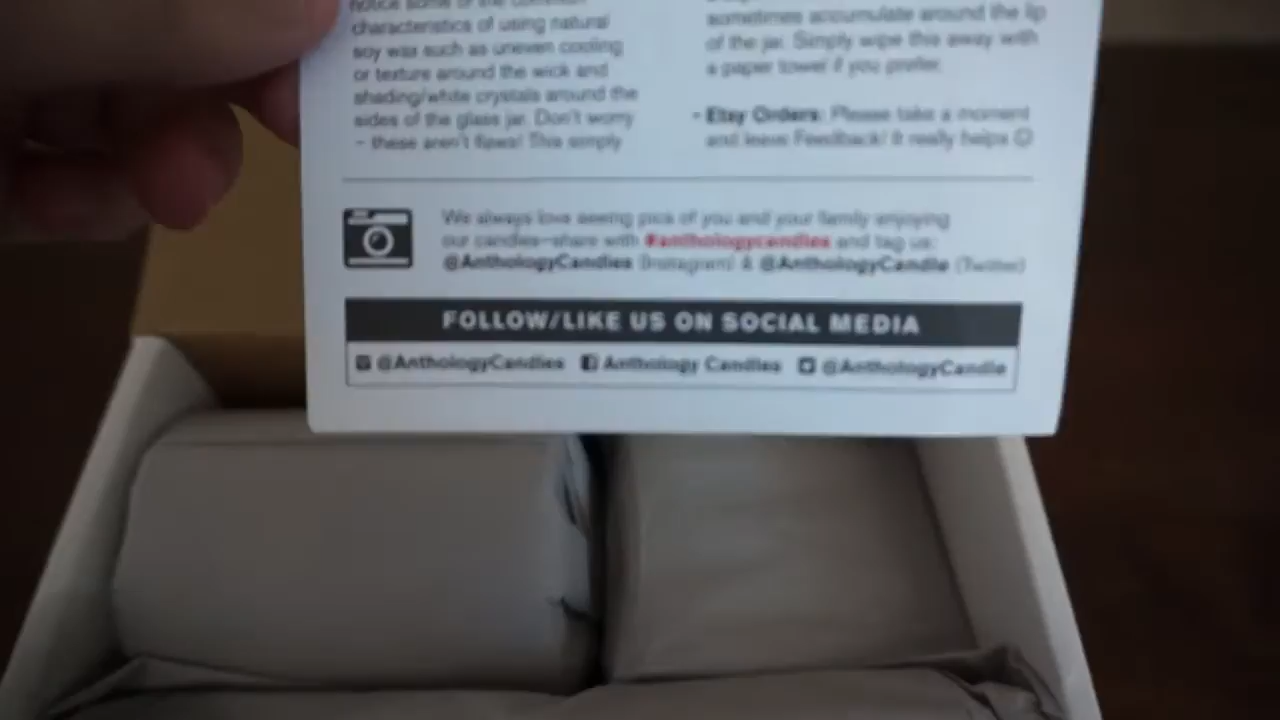 notice some of the common
characteristics of using natural
soy wax such as uneven cooling
or texture around the wick and
shading/white crystals around the
sides of the glass jar. Don't worry
- these aren't flaws! This simply
sometimes accumulate around the lip
of the jar. Simply wipe this away with
a paper towel if you prefer.
- Etsy Orders: Please take a moment
and leave Feedback! It really helps ☺
We always love seeing pics of you and your family enjoying
our candles-share with #anthologycandles and tag us:
@AnthologyCandles (Instagram) & @AnthologyCandle (Twitter)
FOLLOW/LIKE US ON SOCIAL MEDIA
@AnthologyCandles Anthology Candles @AnthologyCandle